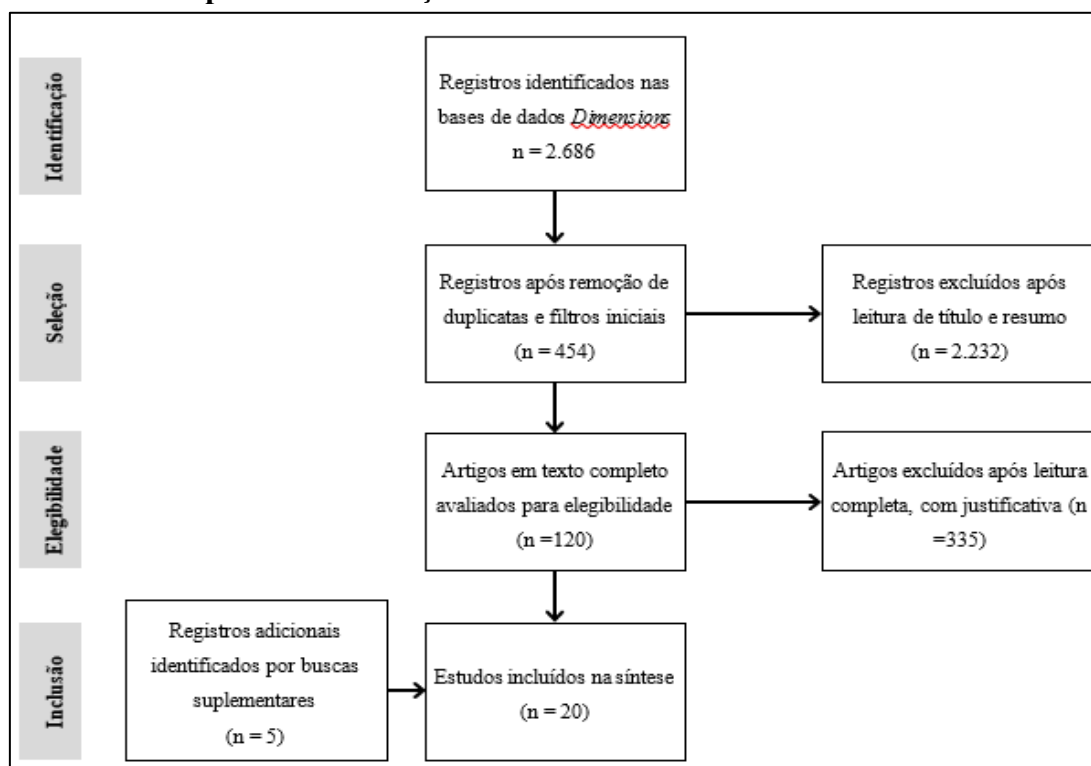 Identificação
Registros identificados nas
bases de dados Dimensions
n = 2.686
Seleção
Registros após remoção de
duplicatas e filtros iniciais
(n = 454)
Registros excluídos após
leitura de título e resumo
(n = 2.232)
Elegibilidade
Artigos em texto completo
avaliados para elegibilidade
(n =120)
Artigos excluídos após leitura
completa, com justificativa (n
=335)
Inclusão
Registros adicionais
identificados por buscas
suplementares
(n = 5)
Estudos incluídos na síntese
(n = 20)